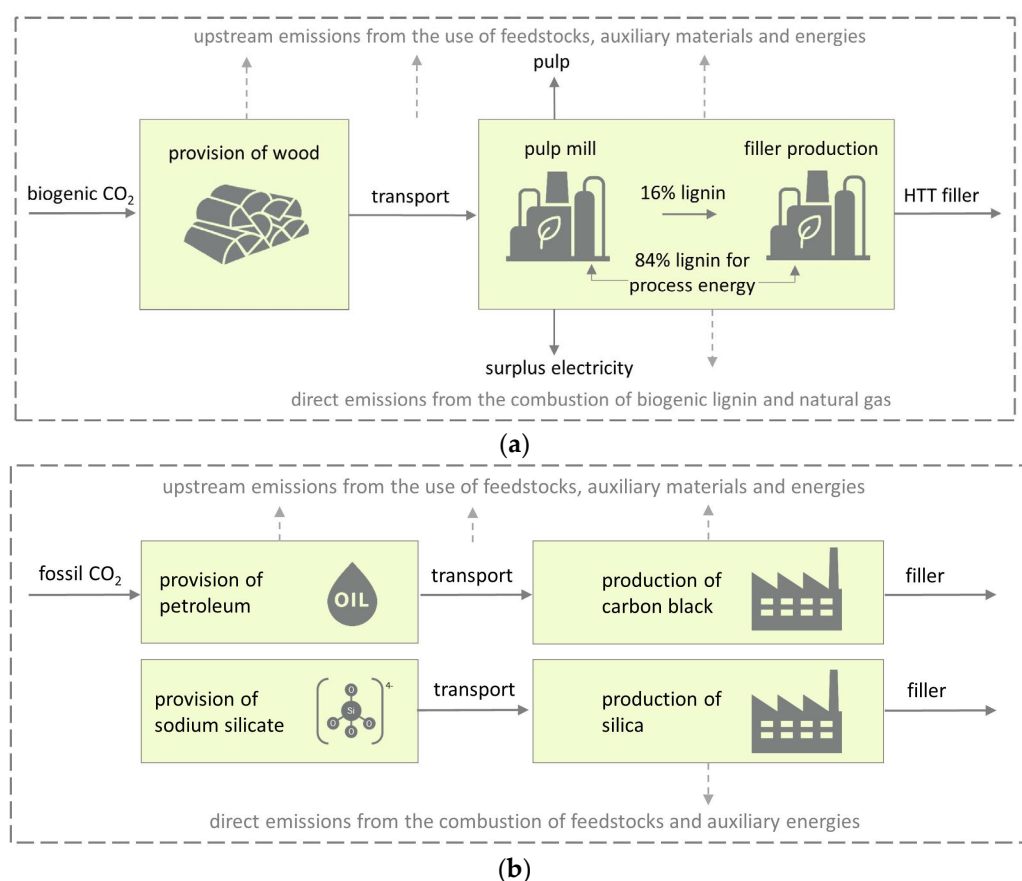 upstream emissions from the use of feedstocks, auxiliary materials and energies
pulp
provision of wood
pulp mill
filler production
biogenic CO₂
transport
16% lignin
HTT filler
84% lignin for
process energy
surplus electricity
direct emissions from the combustion of biogenic lignin and natural gas
(a)
upstream emissions from the use of feedstocks, auxiliary materials and energies
fossil CO₂
provision of
petroleum
OIL
transport
production of
carbon black
filler
provision of
sodium silicate
4-
O
Si
O
O
O
transport
production of
silica
filler
direct emissions from the combustion of feedstocks and auxiliary energies
(b)